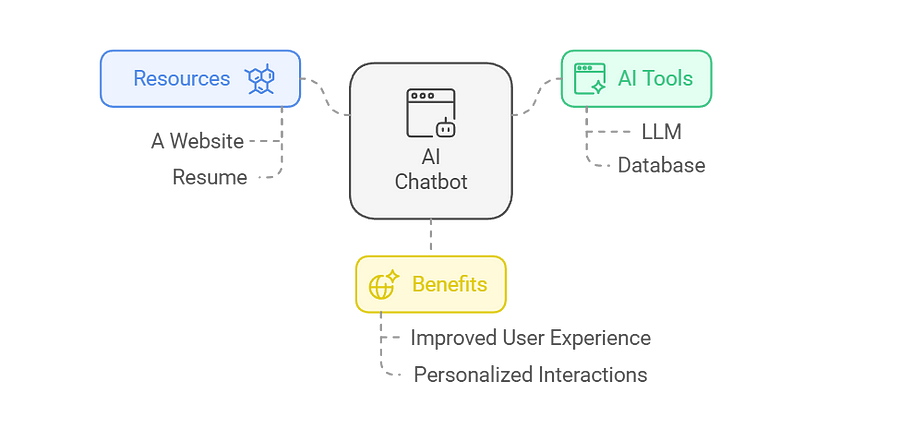 Resources
A Website
Resume
AI
Chatbot
AI Tools
LLM
Database
Benefits
Improved User Experience
Personalized Interactions